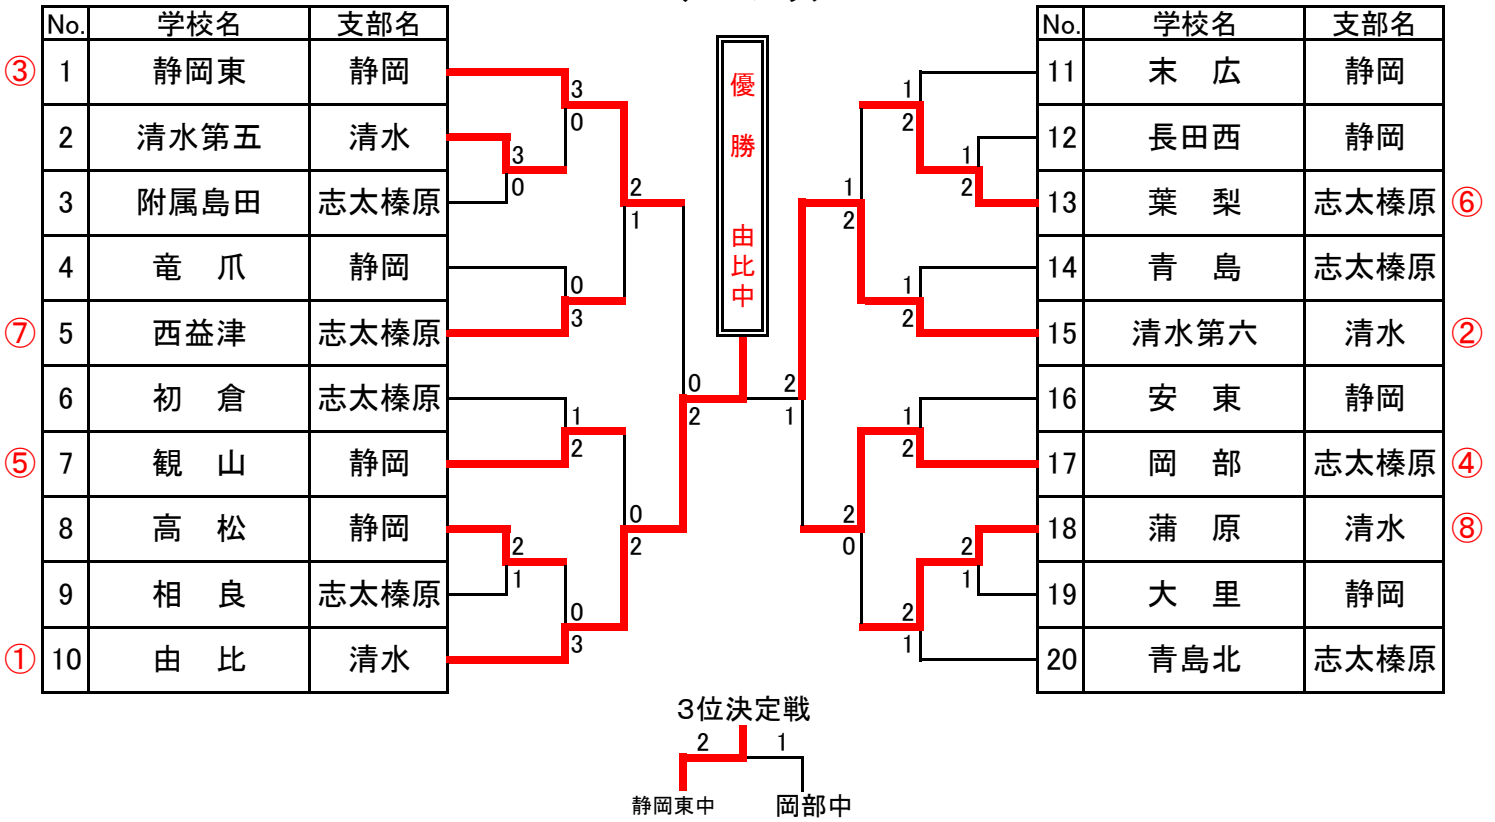 No. 学校名 支部名
③ 1 静岡東 静岡
2 清水第五 清水
3 附属島田 志太榛原
4 竜 爪 静岡
⑦ 5 西益津 志太榛原
6 初 倉 志太榛原
⑤ 7 観 山 静岡
8 高 松 静岡
9 相 良 志太榛原
① 10 由 比 清水
3
0
3
0
2
1
0
3
0
2
1
2
0
2
2
1
0
3
優勝 由比中
1
2
1
2
1
2
1
2
2
1
1
2
2
0
2
1
2
1
No. 学校名 支部名
11 末 広 静岡
12 長田西 静岡
13 葉 梨 志太榛原 ⑥
14 青 島 志太榛原
15 清水第六 清水 ②
16 安 東 静岡
17 岡 部 志太榛原 ④
18 蒲 原 清水 ⑧
19 大 里 静岡
20 青島北 志太榛原
3位決定戦
2 1
静岡東中 岡部中